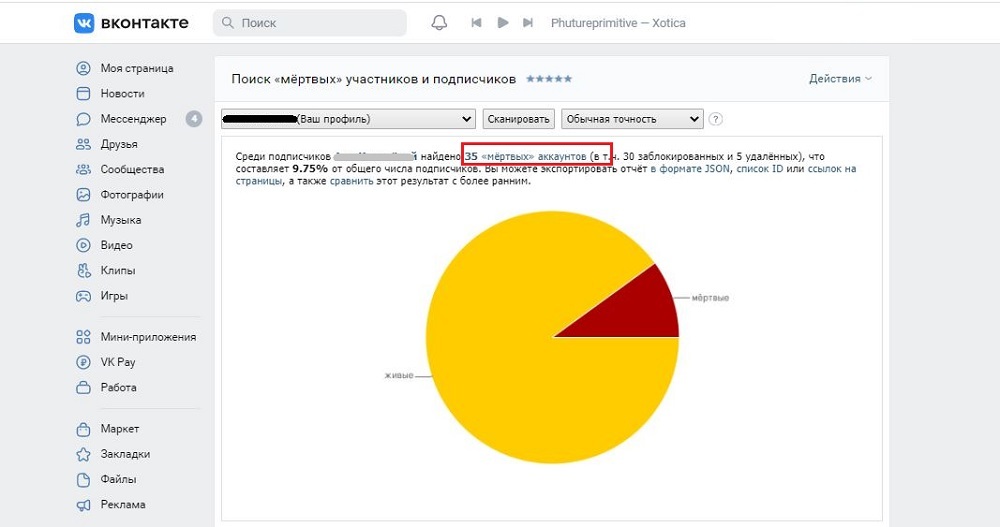 вконтакте
Поиск
Phutureprimitive — Xotica
Моя страница
Новости
Мессенджер 4
Друзья
Сообщества
Фотографии
Музыка
Видео
Клипы
Игры
Мини-приложения
VK Pay
Работа
Маркет
Закладки
Файлы
Реклама
Поиск «мёртвых» участников и подписчиков ★★★★★
Действия
(Ваш профиль) Сканировать Обычная точность ?
Среди подписчиков й найдено 35 «мёртвых» аккаунтов (в т.ч. 30 заблокированных и 5 удалённых), что
составляет 9.75% от общего числа подписчиков. Вы можете экспортировать отчёт в формате JSON, список ID или ссылок на
страницы, а также сравнить этот результат с более ранним.
мёртвые
живые